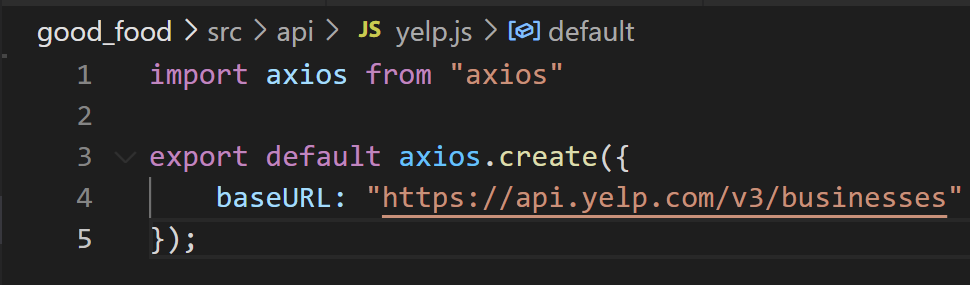 good_food > src > api > JS yelp.js > default
1 import axios from "axios"
2
3 export default axios.create({
4 baseURL: "https://api.yelp.com/v3/businesses"
5 });